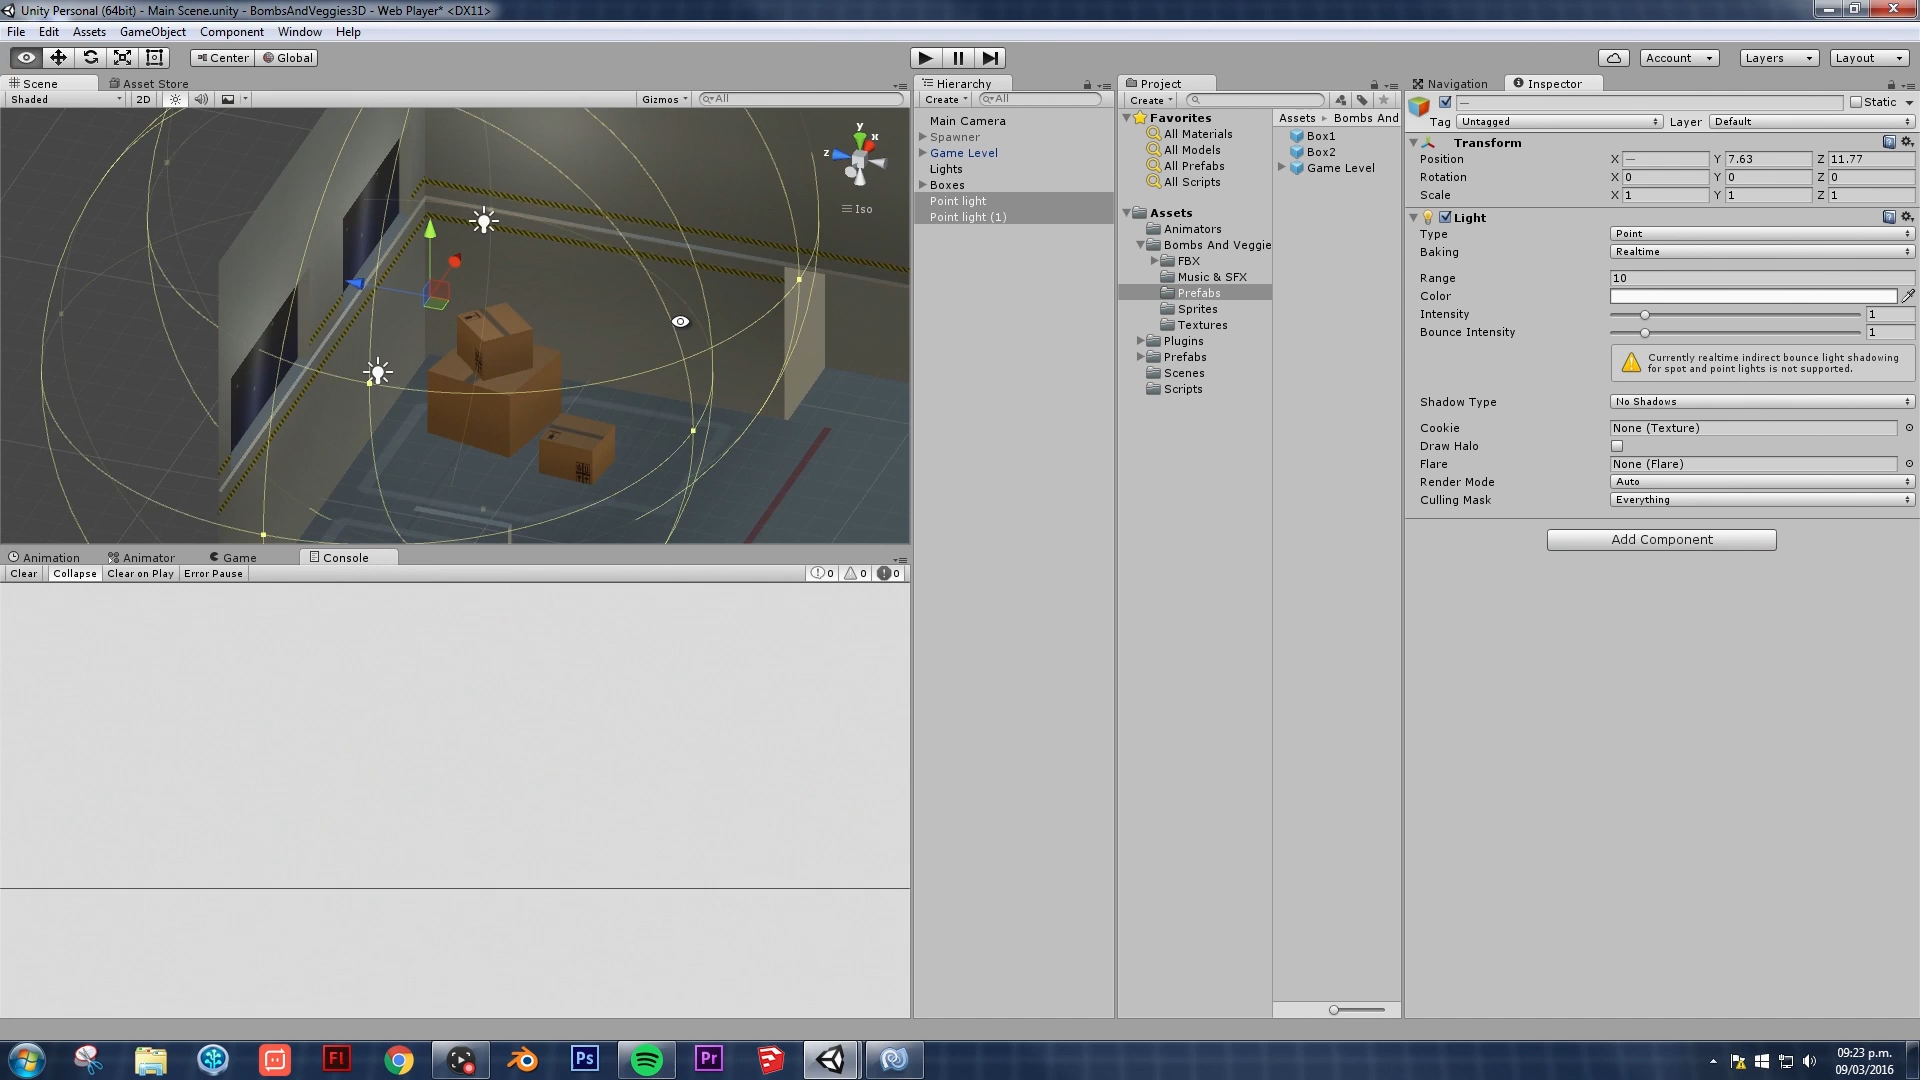 Unity Personal (64bit) - Main Scene.unity - BombsAndVeggies3D - Web Player* <DX11>
File Edit Assets GameObject Component Window Help
Center Global Account Layers Layout
Scene Asset Store
Shaded 2D Gizmos All
y x z
Iso
Animation Animator Game Console
Clear Collapse Clear on Play Error Pause 0 0 0
Hierarchy
Create All
Main Camera
Spawner
Game Level
Lights
Boxes
Point light
Point light (1)
Project
Create
Favorites
All Materials
All Models
All Prefabs
All Scripts
Assets
Animators
Bombs And Veggie
FBX
Music & SFX
Prefabs
Sprites
Textures
Plugins
Prefabs
Scenes
Scripts
Assets Bombs And
Box1
Box2
Game Level
Navigation Inspector
— Static
Tag Untagged Layer Default
Transform
Position X — Y 7.63 Z 11.77
Rotation X 0 Y 0 Z 0
Scale X 1 Y 1 Z 1
Light
Type Point
Baking Realtime
Range 10
Color
Intensity 1
Bounce Intensity 1
Currently realtime indirect bounce light shadowing
for spot and point lights is not supported.
Shadow Type No Shadows
Cookie None (Texture)
Draw Halo
Flare None (Flare)
Render Mode Auto
Culling Mask Everything
Add Component
Fl Ps Pr
09:23 p.m.
09/03/2016